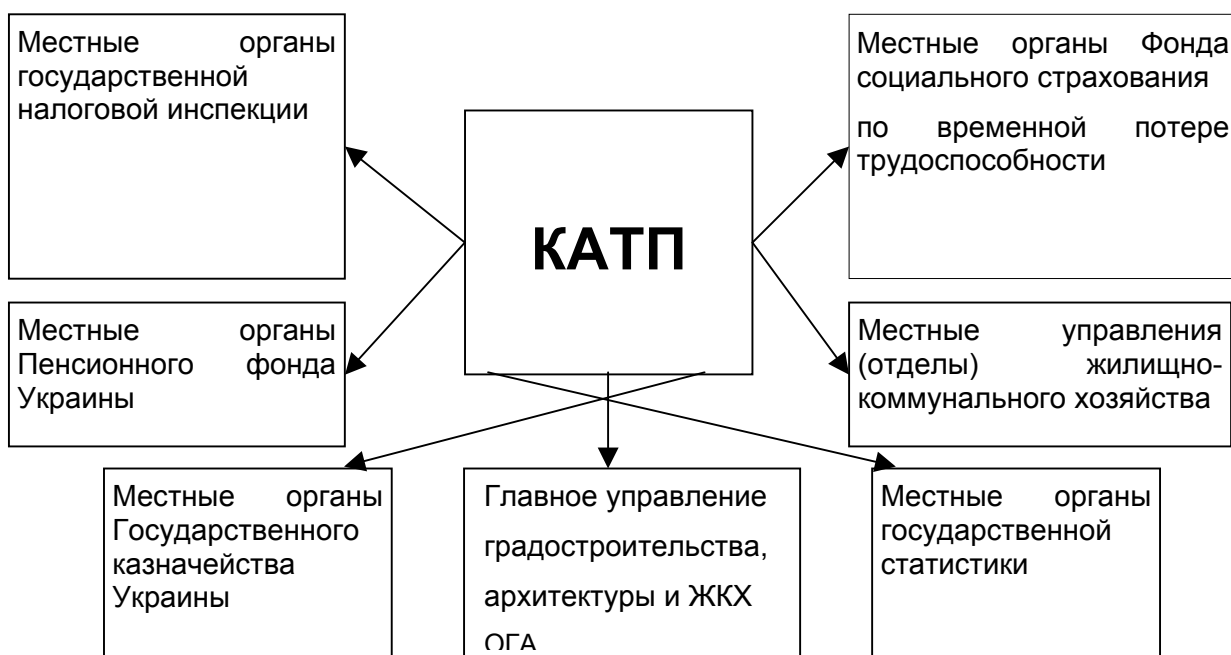 Местные органы
государственной
налоговой инспекции
Местные органы Фонда
социального страхования
по временной потере
трудоспособности
КАТП
Местные органы
Пенсионного фонда
Украины
Местные управления
(отделы) жилищно-
коммунального хозяйства
Местные органы
Государственного
казначейства
Украины
Главное управление
градостроительства,
архитектуры и ЖКХ
ОГА
Местные органы
государственной
статистики